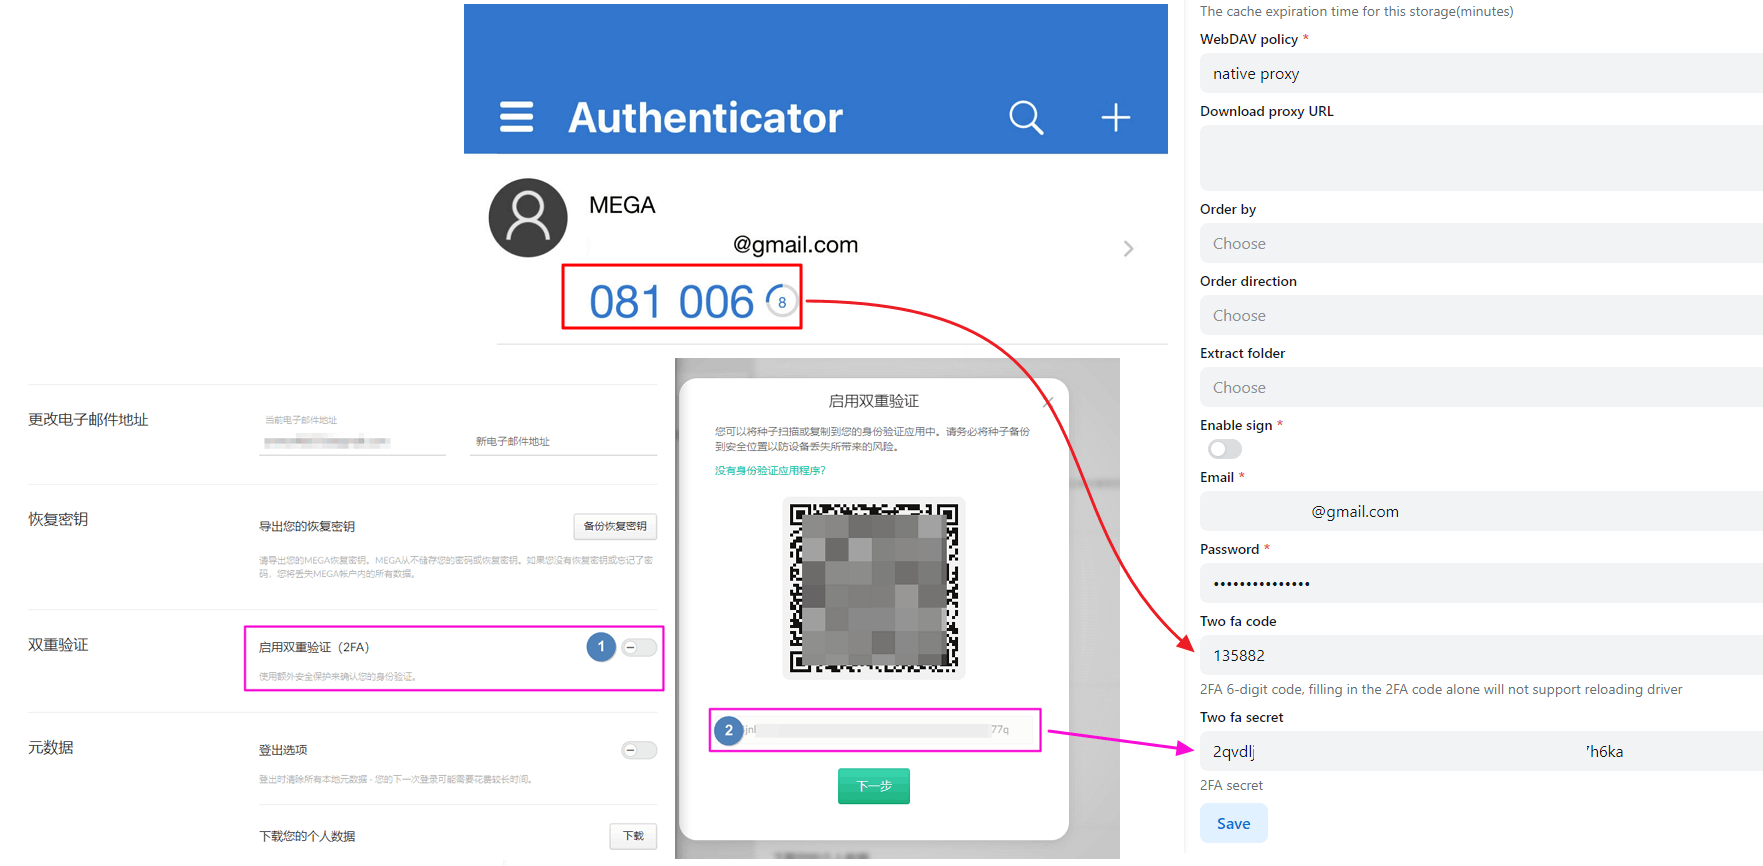 Authenticator
MEGA
@gmail.com
081 006
8
更改电子邮件地址
当前电子邮件地址
新电子邮件地址
恢复密钥
导出您的恢复密钥
备份恢复密钥
请导出您的MEGA恢复密钥。MEGA从不储存您的密码或恢复密钥。如果您没有恢复密钥或忘记了密
码，您将丢失MEGA帐户内的所有数据。
双重验证
启用双重验证（2FA）
1
使用额外安全保护来确认您的身份验证。
元数据
登出选项
登出时清除所有本地元数据 - 您的下一次登录可能需要花费较长时间。
下载您的个人数据
下载
启用双重验证
您可以将种子扫描或复制到您的身份验证应用中。请务必将种子备份
到安全位置以防设备丢失所带来的风险。
没有身份验证应用程序?
2
jnl
77q
下一步
The cache expiration time for this storage(minutes)
WebDAV policy *
native proxy
Download proxy URL
Order by
Choose
Order direction
Choose
Extract folder
Choose
Enable sign *
Email *
@gmail.com
Password *
Two fa code
135882
2FA 6-digit code, filling in the 2FA code alone will not support reloading driver
Two fa secret
2qvdlj
h6ka
2FA secret
Save